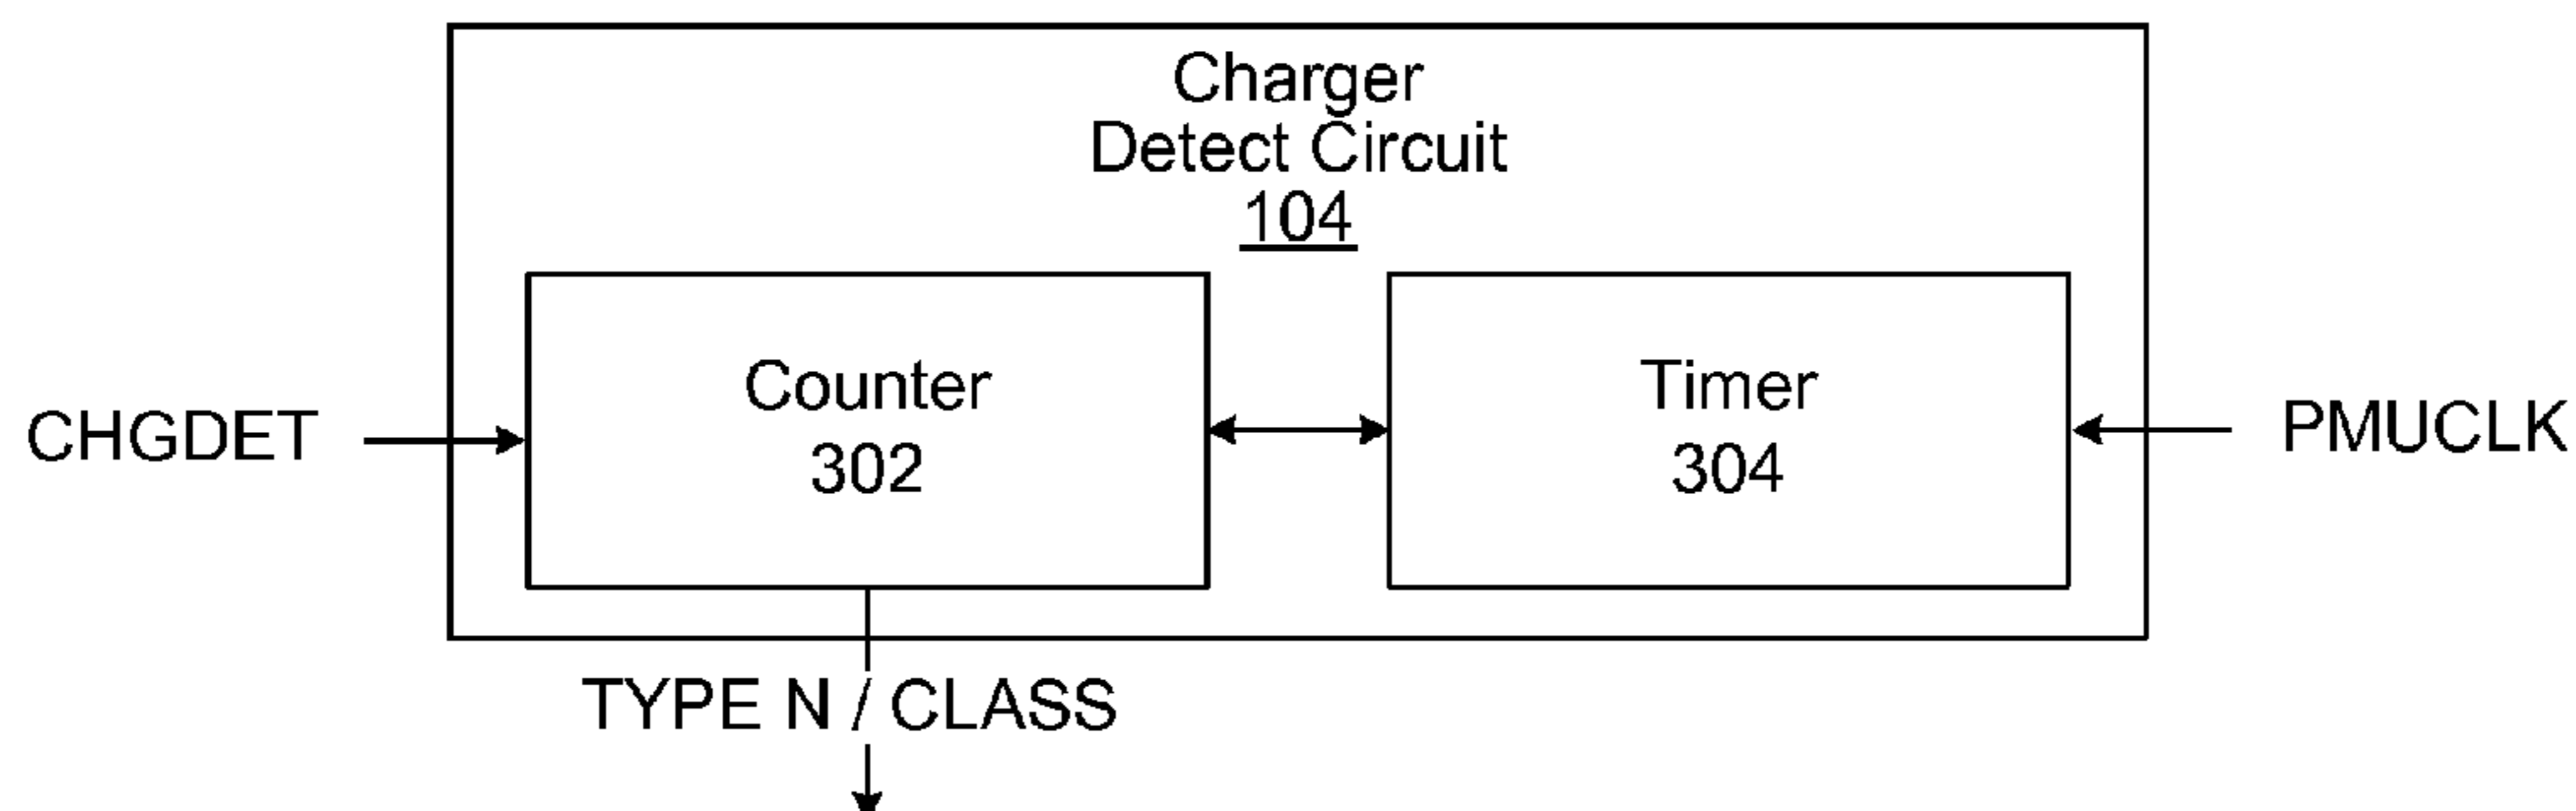 Charger
Detect Circuit
104
Counter
302
Timer
304
CHGDET
PMUCLK
TYPE N / CLASS